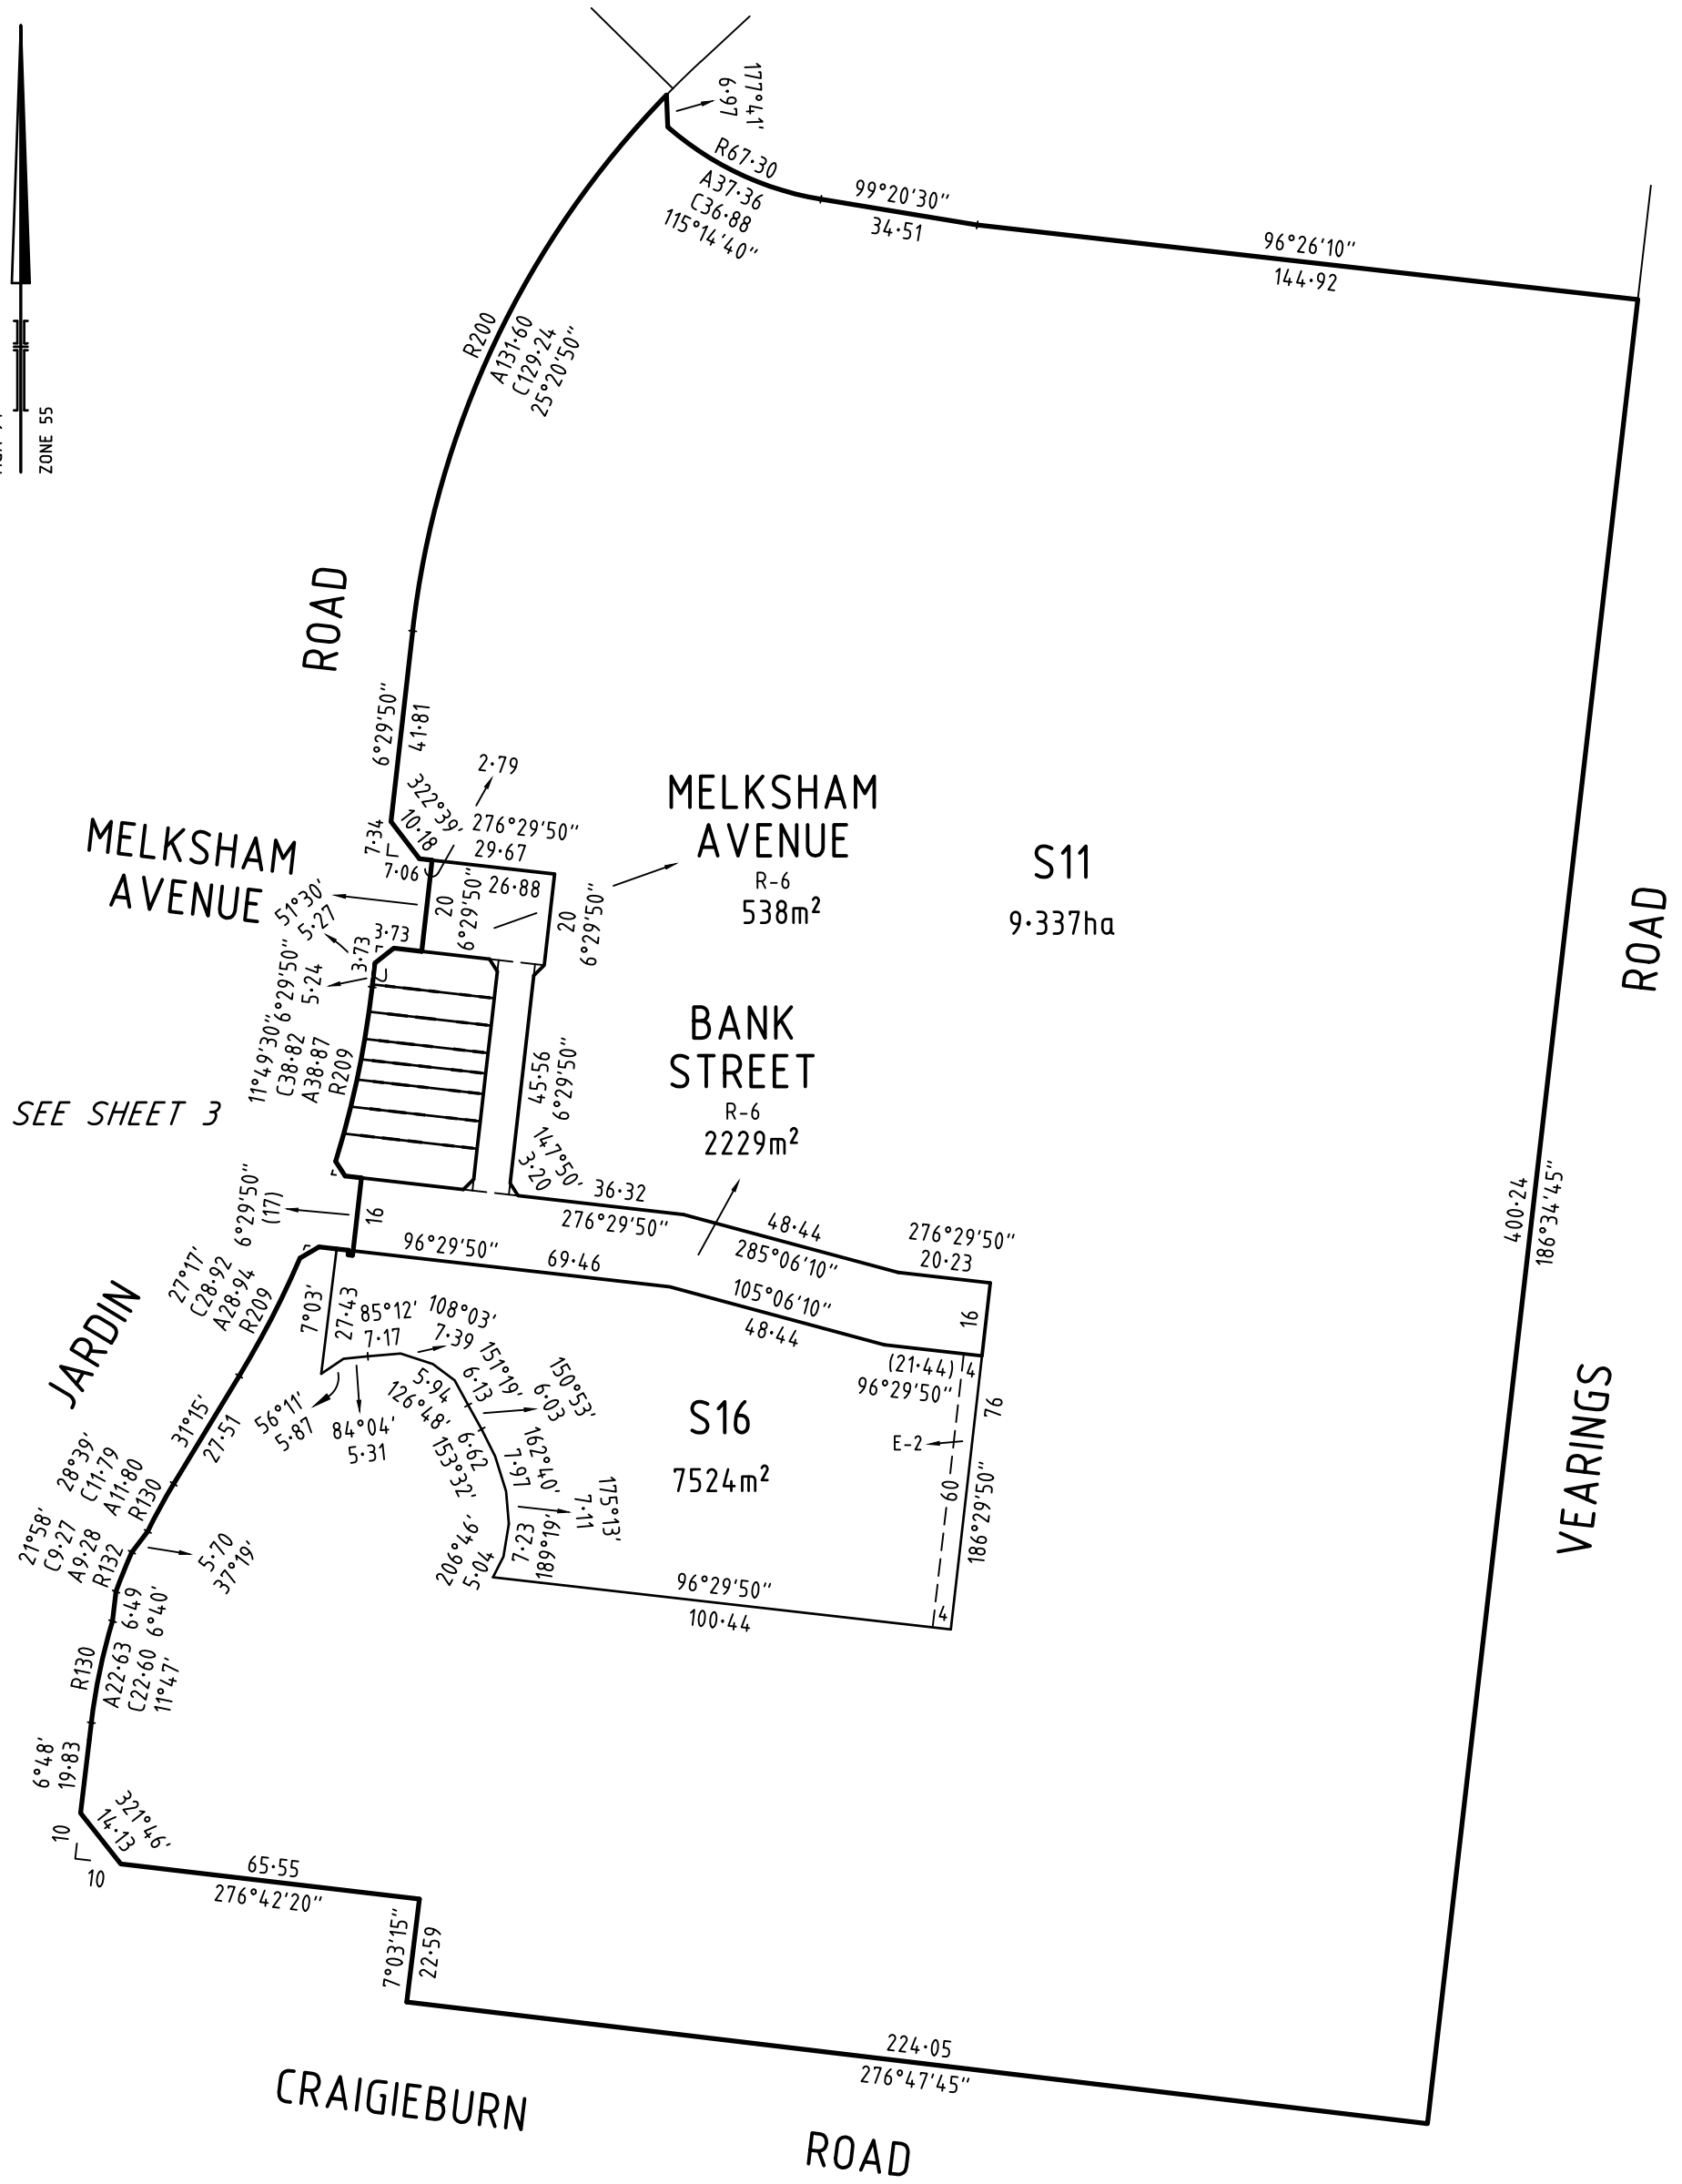 177°41'
6·97
R67·30
A37·36
C36·88
115°14'40"
99°20'30"
34·51
96°26'10"
144·92
ZONE 55
R200
A131·60
C129·24
25°20'50"
ROAD
6°29'50"
41·81
2·79
322°39'
10·18
7·34
7·06
276°29'50"
29·67
26·88
MELKSHAM
AVENUE
R-6
538m²
S11
9·337ha
MELKSHAM
AVENUE
51°30'
5·27
3·73
3·73
20
6°29'50"
20
6°29'50"
6°29'50"
5·24
11°49'30"
C38·82
A38·87
R209
ROAD
BANK
STREET
R-6
2229m²
45·56
6°29'50"
SEE SHEET 3
147°50'
3·20
36·32
276°29'50"
48·44
285°06'10"
276°29'50"
20·23
400·24
186°34'45"
6°29'50"
(17)
16
96°29'50"
69·46
105°06'10"
48·44
16
(21·44)
96°29'50"
4
27°17'
C28·92
A28·94
R209
7°03'
27·43
85°12'
7·17
108°03'
7·39
151°19'
6·13
150°53'
6·03
5·94
126°48'
JARDIN
56°11'
5·87
84°04'
5·31
6·62
153°32'
162°40'
7·97
175°13'
7·11
S16
7524m²
E-2
76
60
186°29'50"
VEARINGS
31°15'
27·51
28°39'
C11·79
A11·80
R130
21°58'
C9·27
A9·28
R132
5·70
37°19'
206°46'
5·04
7·23
189°19'
96°29'50"
100·44
4
6·49
6°40'
R130
A22·63
C22·60
11°47'
6°48'
19·83
321°46'
14·13
10
10
65·55
276°42'20"
7°03'15"
22·59
224·05
276°47'45"
CRAIGIEBURN
ROAD